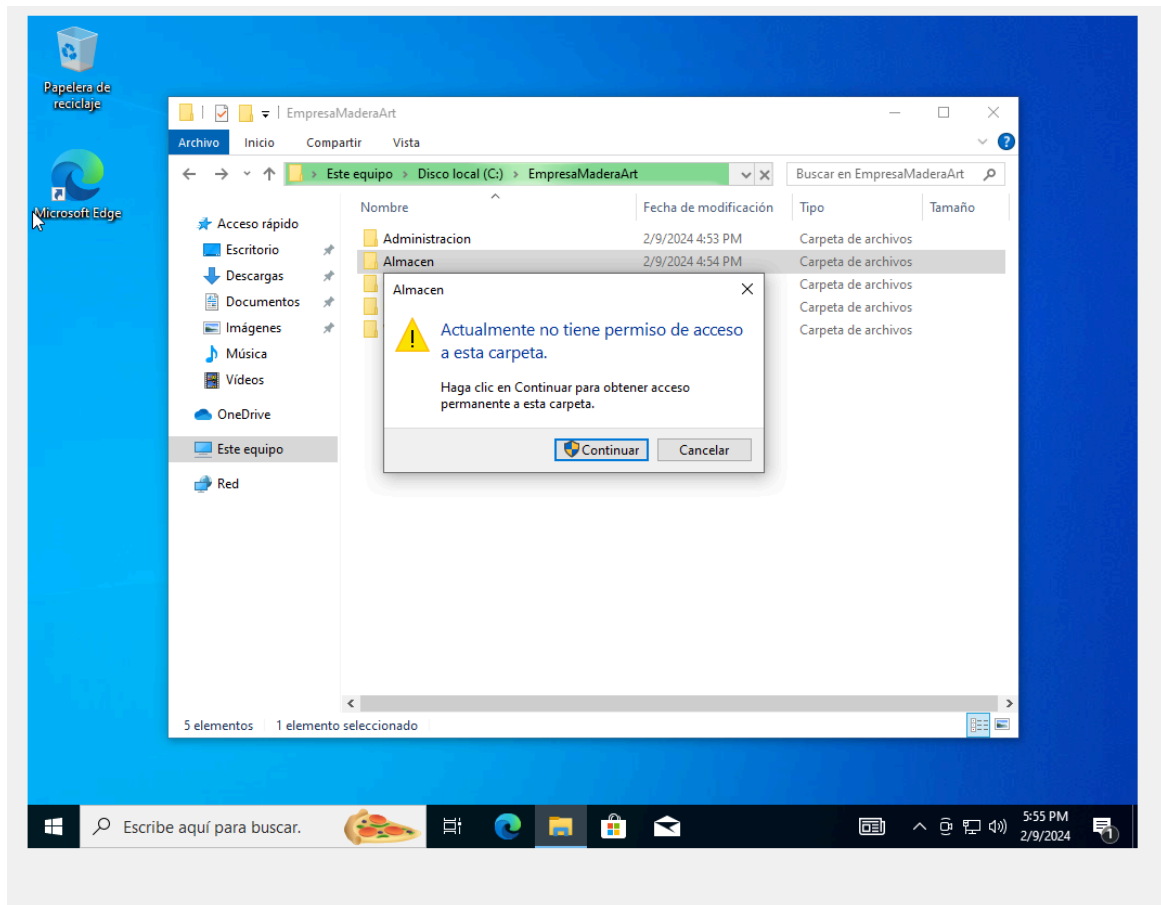 Papelera de
reciclaje
Microsoft Edge
EmpresaMaderaArt
Archivo Inicio Compartir Vista
Este equipo > Disco local (C:) > EmpresaMaderaArt
Buscar en EmpresaMaderaArt
Acceso rápido
Escritorio
Descargas
Documentos
Imágenes
Música
Vídeos
OneDrive
Este equipo
Red
Nombre Fecha de modificación Tipo Tamaño
Administracion 2/9/2024 4:53 PM Carpeta de archivos
Almacen 2/9/2024 4:54 PM Carpeta de archivos
Carpeta de archivos
Carpeta de archivos
Carpeta de archivos
Almacen
Actualmente no tiene permiso de acceso
a esta carpeta.
Haga clic en Continuar para obtener acceso
permanente a esta carpeta.
Continuar Cancelar
5 elementos 1 elemento seleccionado
Escribe aquí para buscar.
5:55 PM
2/9/2024
1